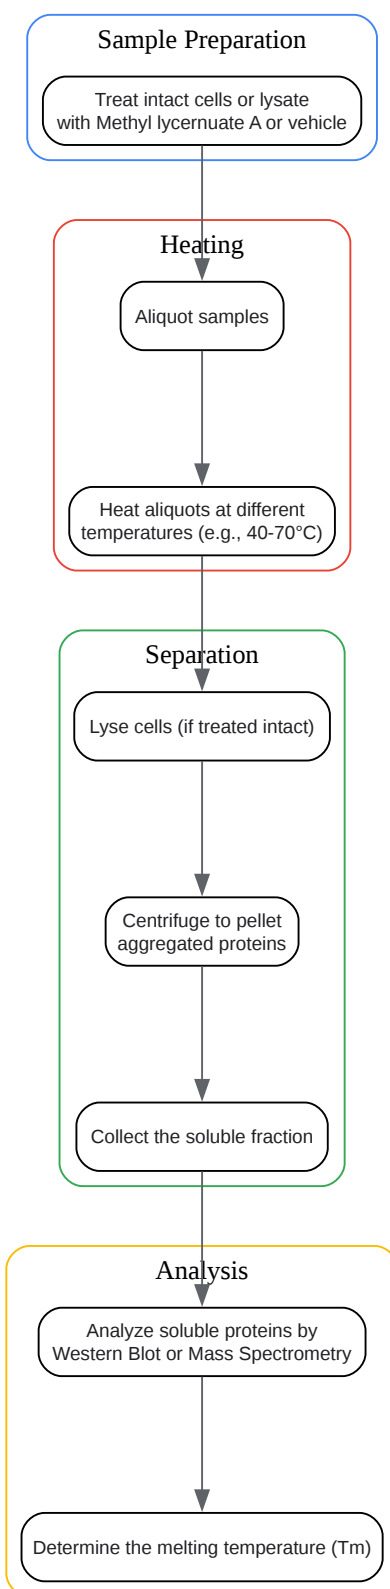 Sample Preparation
Treat intact cells or lysate
with Methyl lycernuate A or vehicle
Heating
Aliquot samples
Heat aliquots at different
temperatures (e.g., 40-70°C)
Separation
Lyse cells (if treated intact)
Centrifuge to pellet
aggregated proteins
Collect the soluble fraction
Analysis
Analyze soluble proteins by
Western Blot or Mass Spectrometry
Determine the melting temperature (Tm)